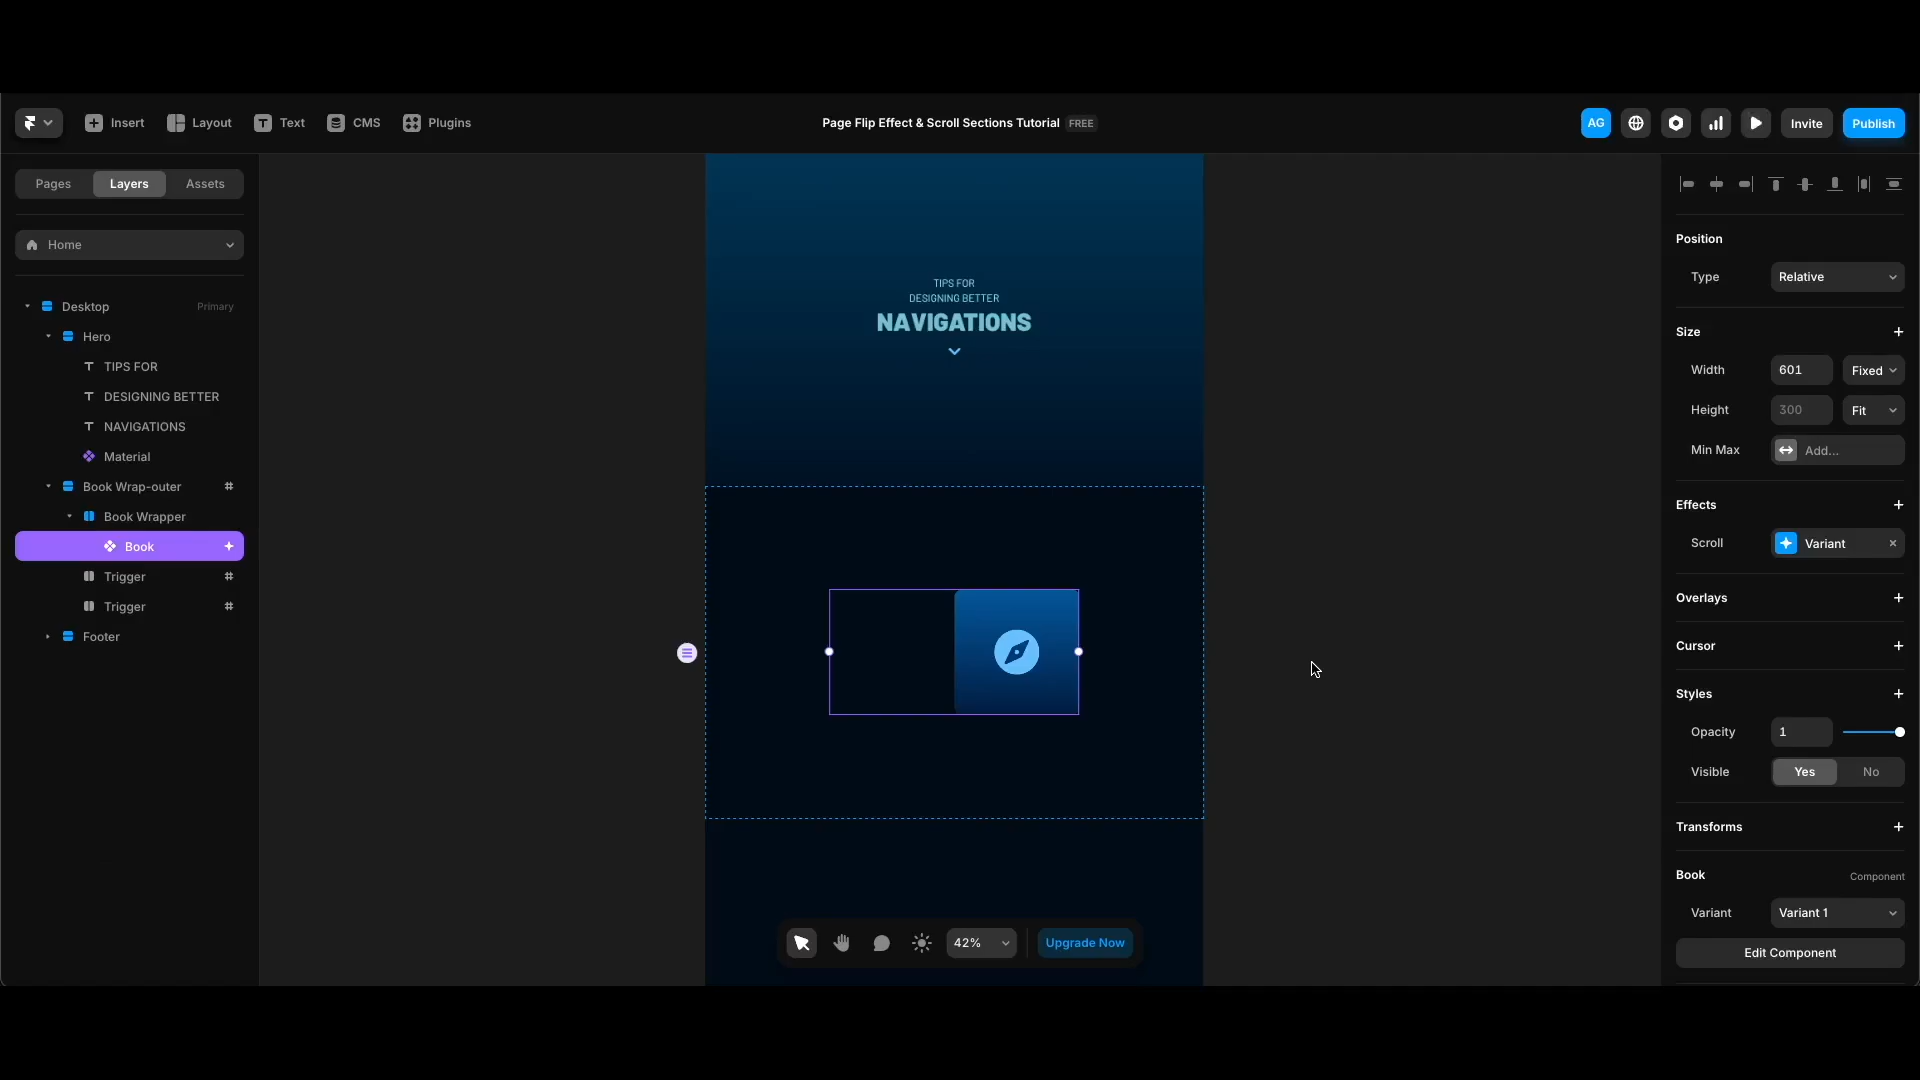 Insert
Layout
Text
CMS
Plugins
Page Flip Effect & Scroll Sections Tutorial FREE
AG
Invite
Publish
Pages
Layers
Assets
Home
Desktop Primary
Hero
TIPS FOR
DESIGNING BETTER
NAVIGATIONS
Material
Book Wrap-outer
Book Wrapper
Book
Trigger
Trigger
Footer
TIPS FOR
DESIGNING BETTER
NAVIGATIONS
42%
Upgrade Now
Position
Type Relative
Size
Width 601 Fixed
Height 300 Fit
Min Max Add...
Effects
Scroll Variant
Overlays
Cursor
Styles
Opacity 1
Visible Yes No
Transforms
Book Component
Variant Variant 1
Edit Component